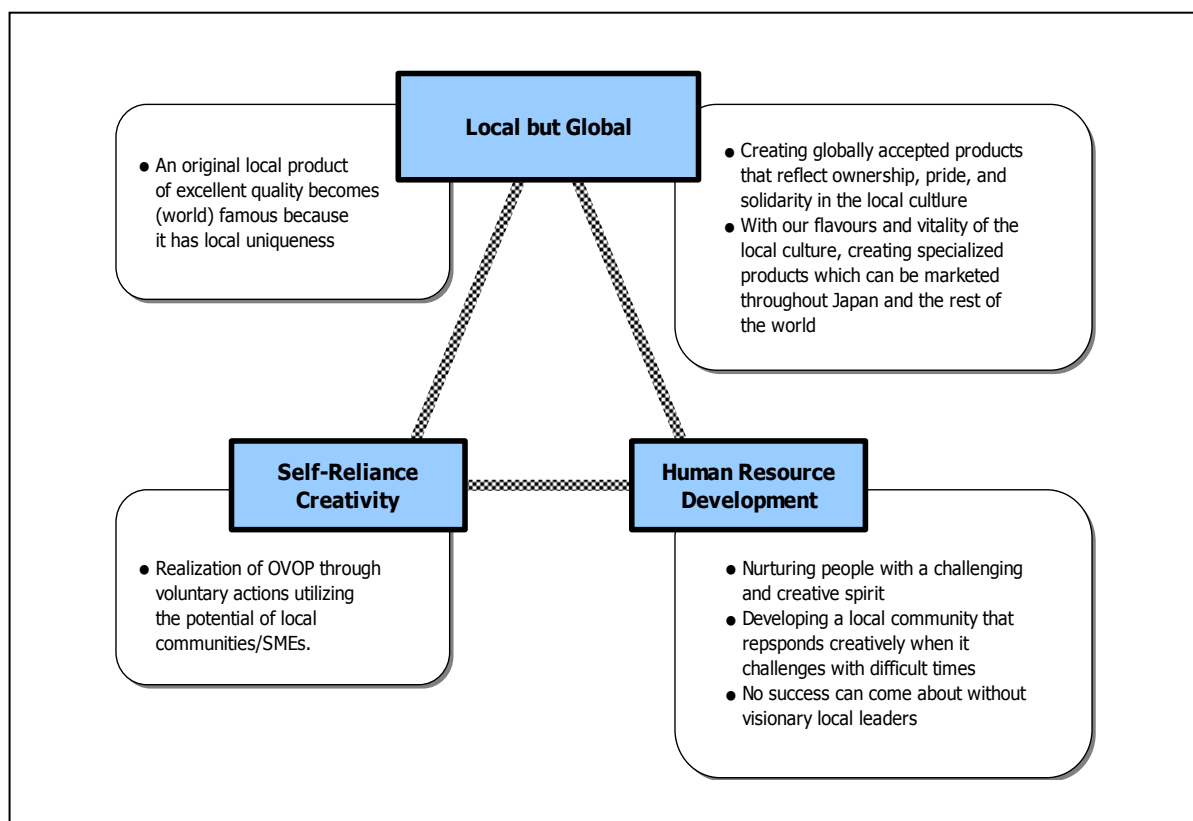 Local but Global
● An original local product
of excellent quality becomes
(world) famous because
it has local uniqueness
● Creating globally accepted products
that reflect ownership, pride, and
solidarity in the local cutlture
● With our flavours and vitality of the
local culture, creating specialized
products which can be marketed
throughout Japan and the rest of
the world
Self-Reliance
Creativity
● Realization of OVOP through
voluntary actions utilizing
the potential of local
communities/SMEs.
Human Resource
Development
● Nurturing people with a challenging
and creative spirit
● Developing a local community that
repsponds creatively when it
challenges with difficult times
● No success can come about without
visionary local leaders